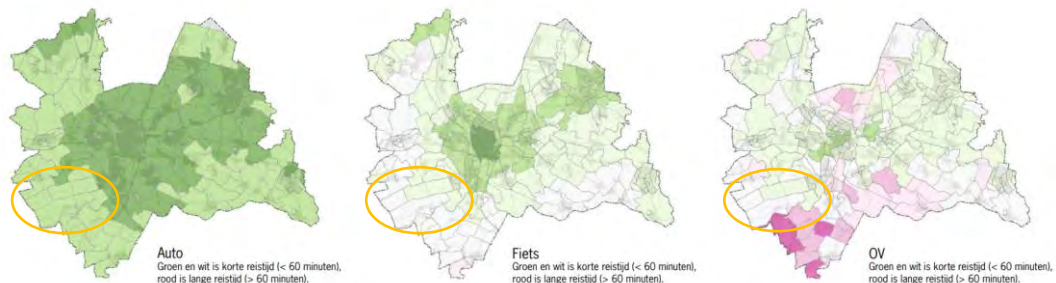 Auto
Groen en wit is korte reistijd (< 60 minuten),
rood is lange reistijd (> 60 minuten).
Fiets
Groen en wit is korte reistijd (< 60 minuten),
rood is lange reistijd (> 60 minuten).
OV
Groen en wit is korte reistijd (< 60 minuten),
rood is lange reistijd (> 60 minuten).